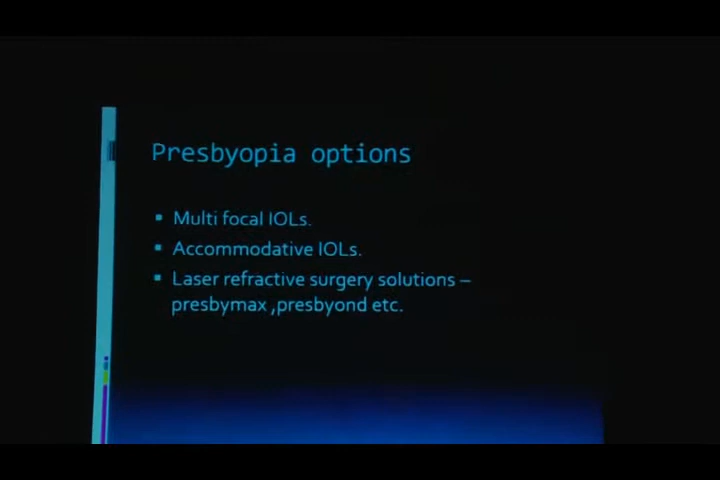 Presbyopia options
▪ Multi focal IOLs.
▪ Accommodative IOLs.
▪ Laser refractive surgery solutions –
presbymax ,presbyond etc.